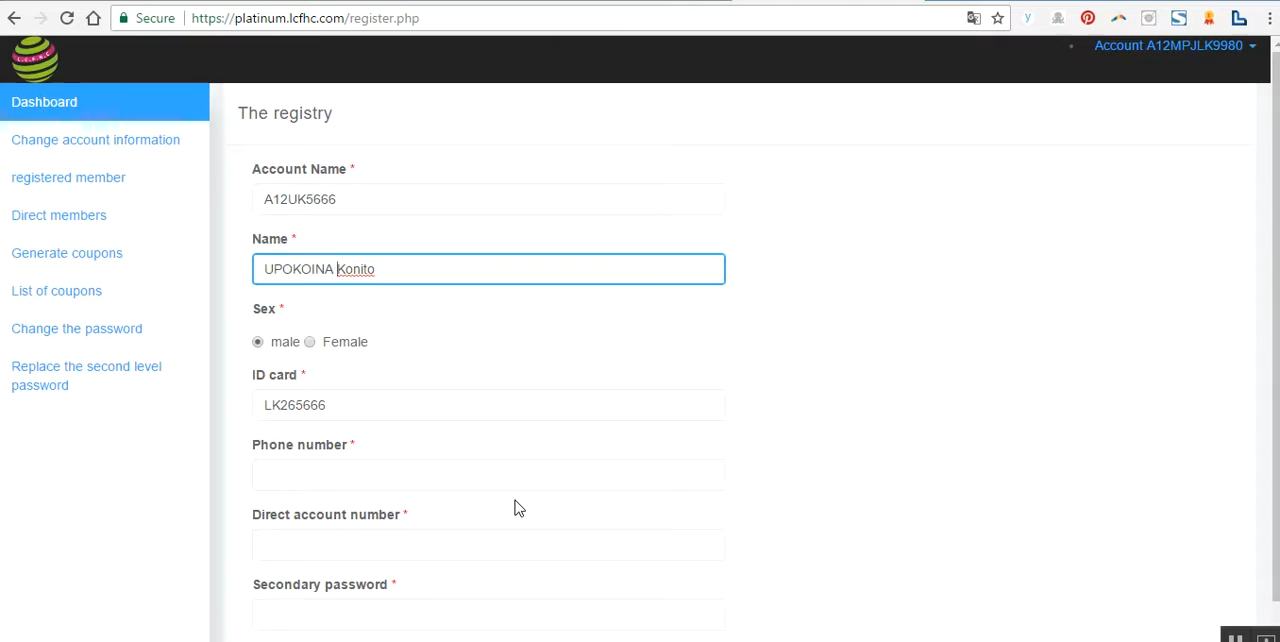 Secure
https://platinum.lcfhc.com/register.php
Account A12MPJLK9980
Dashboard
Change account information
registered member
Direct members
Generate coupons
List of coupons
Change the password
Replace the second level
password
The registry
Account Name *
A12UK5666
Name *
UPOKOINA Konito
Sex *
male Female
ID card *
LK265666
Phone number *
Direct account number *
Secondary password *